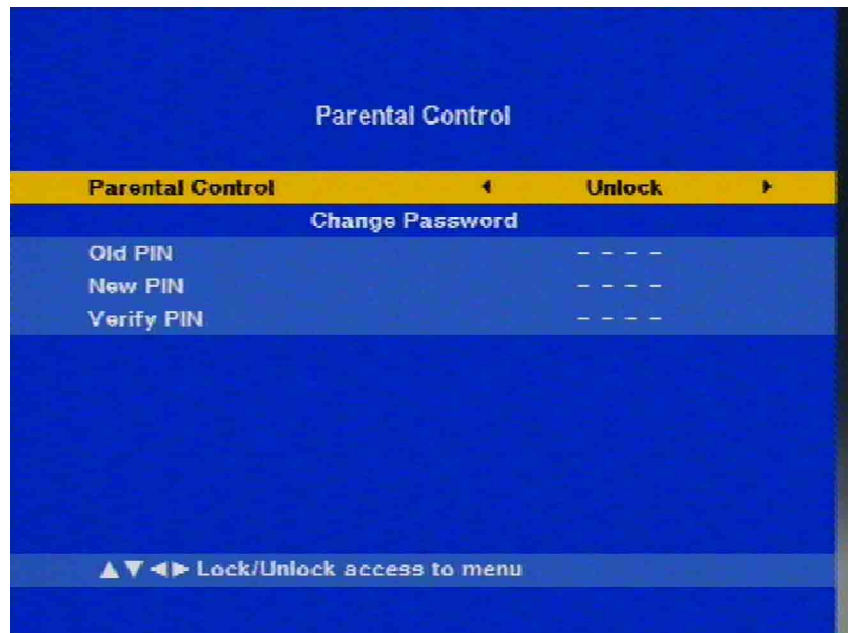 Parental Control
Parental Control ◀ Unlock ▶
Change Password
Old PIN - - - -
New PIN - - - -
Verify PIN - - - -
▲▼◀▶ Lock/Unlock access to menu